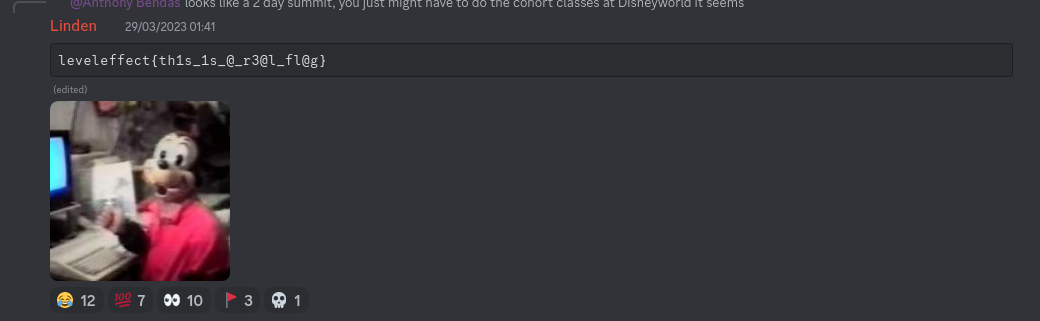 @Anthony Bendas looks like a 2 day summit, you just might have to do the cohort classes at Disneyworld it seems
Linden 29/03/2023 01:41
leveleffect{th1s_1s_@_r3@l_fl@g}
(edited)
😂 12 💯 7 👀 10 🚩 3 💀 1